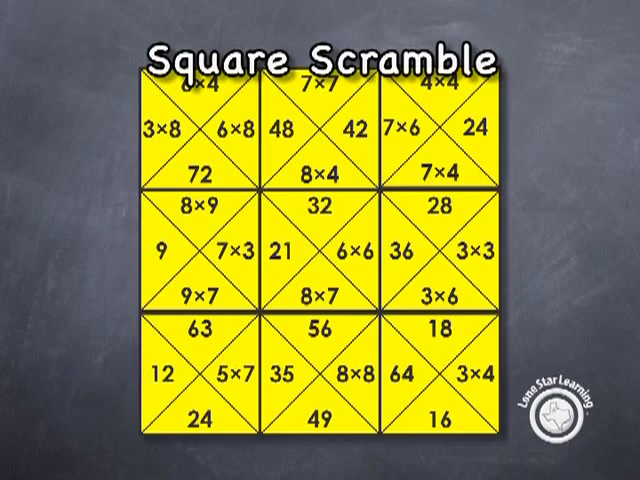 Square Scramble
6×4 7×7 4×4
3×8 6×8 48 42 7×6 24
72 8×4 7×4
8×9 32 28
9 7×3 21 6×6 36 3×3
9×7 8×7 3×6
63 56 18
12 5×7 35 8×8 64 3×4
24 49 16
Lone Star Learning